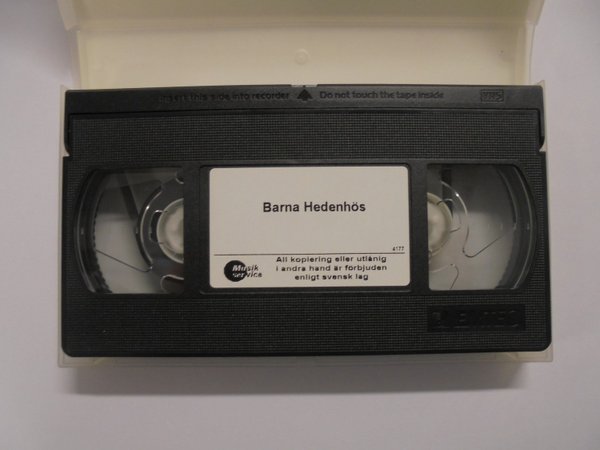 Insert this side into recorder Do not touch the tape inside VHS
Barna Hedenhös
4177
Musik service
All kopiering eller utlånig
i andra hand är förbjuden
enligt svensk lag